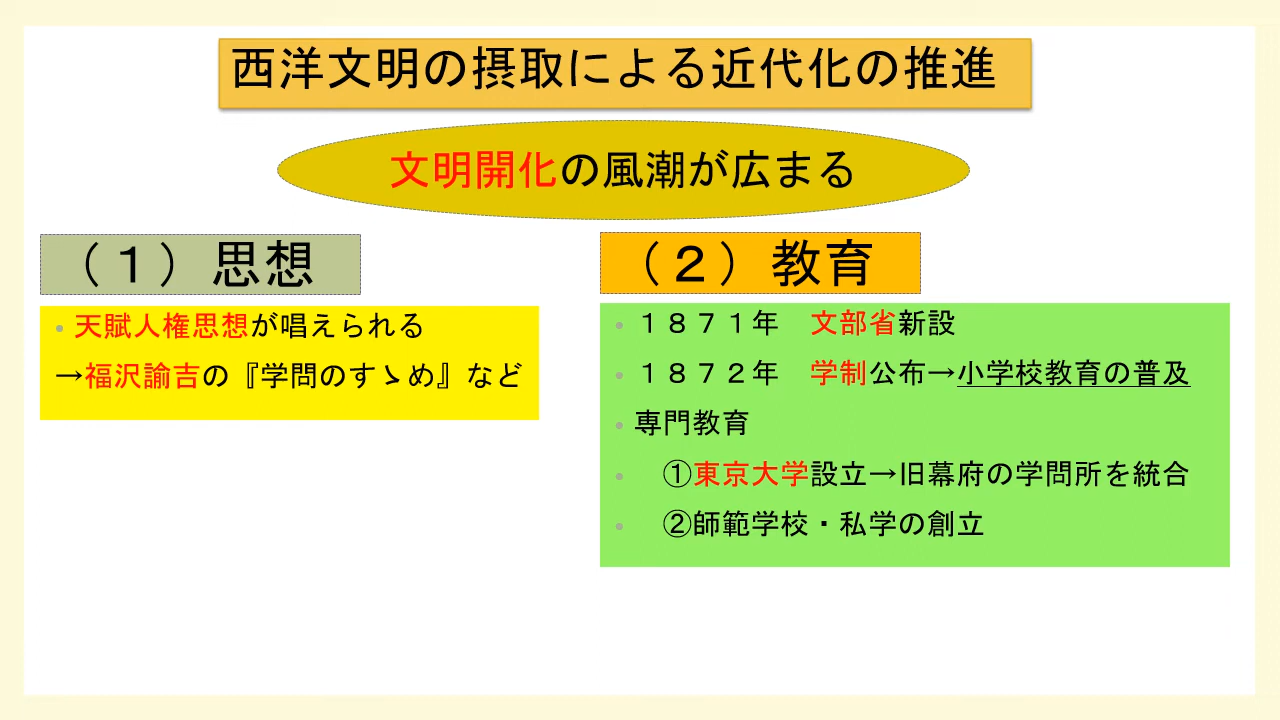 西洋文明の摂取による近代化の推進
文明開化の風潮が広まる
（１）思想
・天賦人権思想が唱えられる
→福沢諭吉の『学問のすゝめ』など
（２）教育
・１８７１年　文部省新設
・１８７２年　学制公布→小学校教育の普及
・専門教育
・　①東京大学設立→旧幕府の学問所を統合
・　②師範学校・私学の創立